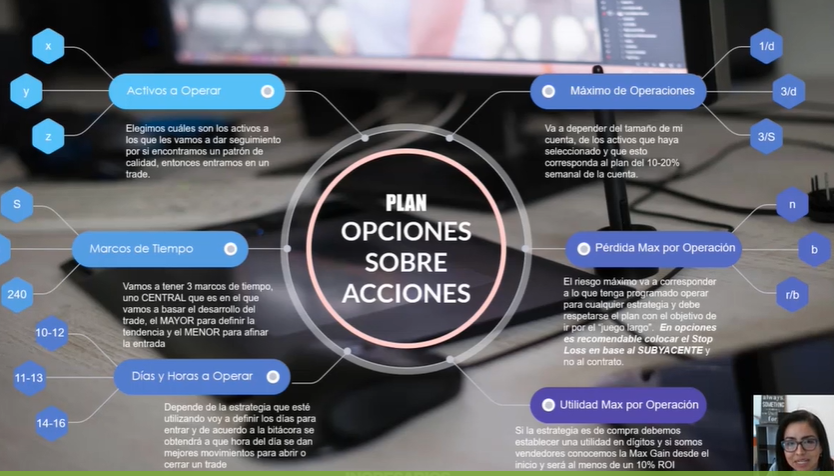 x
y
z
Activos a Operar
Elegimos cuáles son los activos a
los que les vamos a dar seguimiento
por si encontramos un patrón de
calidad, entonces entramos en un
trade.
S
240
Marcos de Tiempo
Vamos a tener 3 marcos de tiempo,
uno CENTRAL que es en el que
vamos a basar el desarrollo del
trade, el MAYOR para definir la
tendencia y el MENOR para afinar
la entrada
10-12
11-13
14-16
Días y Horas a Operar
Depende de la estrategia que esté
utilizando voy a definir los días para
entrar y de acuerdo a la bitácora se
obtendrá a que hora del día se dan
mejores movimientos para abrir o
cerrar un trade
PLAN
OPCIONES
SOBRE
ACCIONES
Máximo de Operaciones
1/d
3/d
3/S
Va a depender del tamaño de mi
cuenta, de los activos que haya
seleccionado y que esto
corresponda al plan del 10-20%
semanal de la cuenta.
Pérdida Max por Operación
n
b
r/b
El riesgo máximo va a corresponder
a lo que tenga programado operar
para cualquier estrategia y debe
respetarse el plan con el objetivo de
ir por el "juego largo". En opciones
es recomendable colocar el Stop
Loss en base al SUBYACENTE y
no al contrato.
Utilidad Max por Operación
Si la estrategia es de compra debemos
establecer una utilidad en dígitos y si somos
vendedores conocemos la Max Gain desde el
inicio y será al menos de un 10% ROI
always
SOMETHING